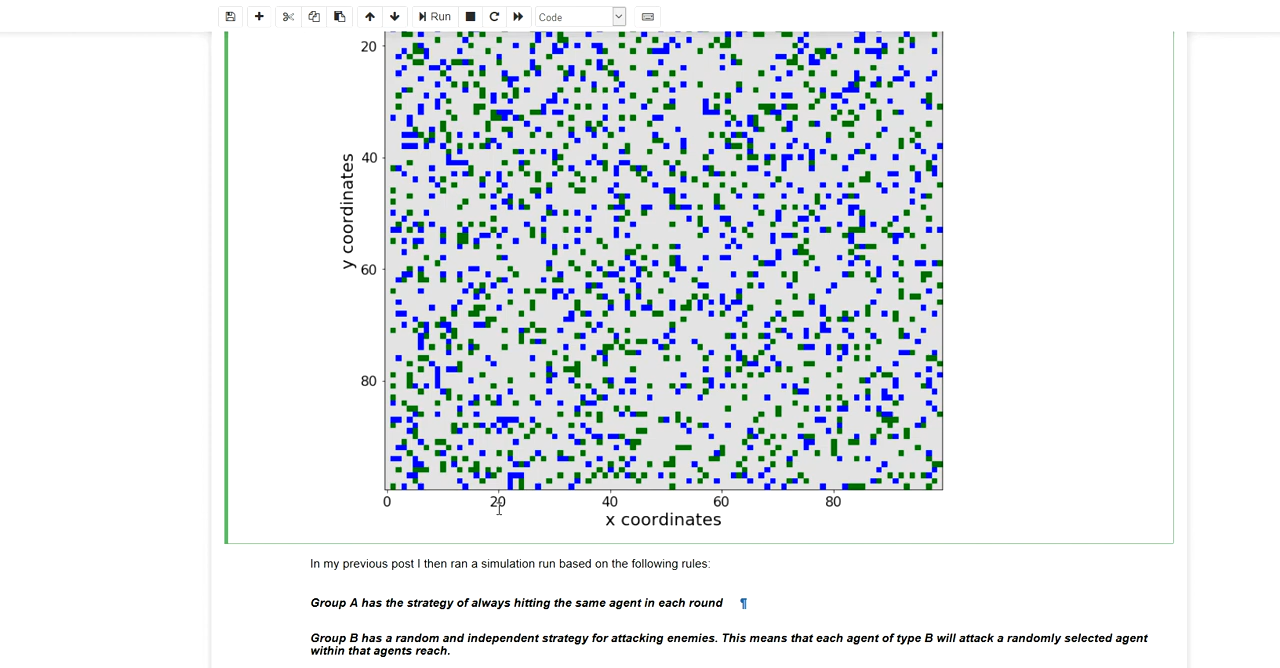 Run
Code
20
40
60
80
y coordinates
0
20
40
60
80
x coordinates
In my previous post I then ran a simulation run based on the following rules:
Group A has the strategy of always hitting the same agent in each round ¶
Group B has a random and independent strategy for attacking enemies. This means that each agent of type B will attack a randomly selected agent
within that agents reach.